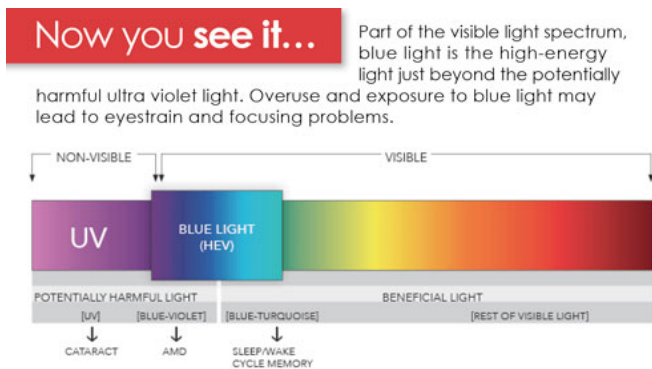 Now you see it...
Part of the visible light spectrum,
blue light is the high-energy
light just beyond the potentially
harmful ultra violet light. Overuse and exposure to blue light may
lead to eyestrain and focusing problems.
NON-VISIBLE VISIBLE
UV
BLUE LIGHT
(HEV)
POTENTIALLY HARMFUL LIGHT BENEFICIAL LIGHT
[UV] [BLUE-VIOLET] [BLUE-TURQUOISE] [REST OF VISIBLE LIGHT]
CATARACT AMD SLEEP/WAKE
CYCLE MEMORY